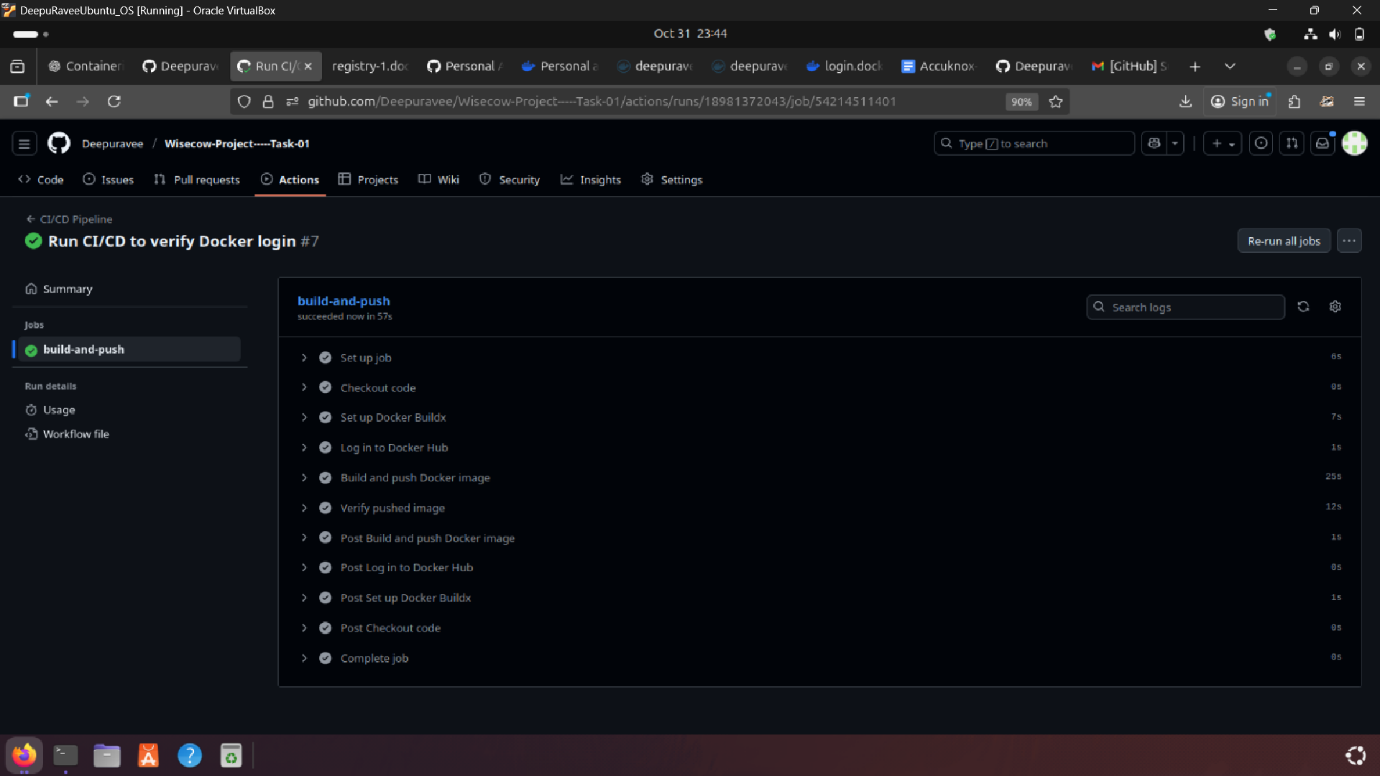 DeepuRaveeUbuntu_OS [Running] - Oracle VirtualBox
Oct 31 23:44
Container
Deepurav
Run CI/
registry-1.doc
Personal A
Personal a
deepurav
deepurav
login.dock
Accuknox
Deepurav
[GitHub] S
github.com/Deepuravee/Wisecow-Project-----Task-01/actions/runs/18981372043/job/54214511401
90%
Sign in
Deepuravee / Wisecow-Project-----Task-01
Type / to search
Code
Issues
Pull requests
Actions
Projects
Wiki
Security
Insights
Settings
CI/CD Pipeline
Run CI/CD to verify Docker login #7
Re-run all jobs
Summary
Jobs
build-and-push
Run details
Usage
Workflow file
build-and-push
succeeded now in 57s
Search logs
Set up job 6s
Checkout code 0s
Set up Docker Buildx 7s
Log in to Docker Hub 1s
Build and push Docker image 25s
Verify pushed image 12s
Post Build and push Docker image 1s
Post Log in to Docker Hub 0s
Post Set up Docker Buildx 1s
Post Checkout code 0s
Complete job 0s